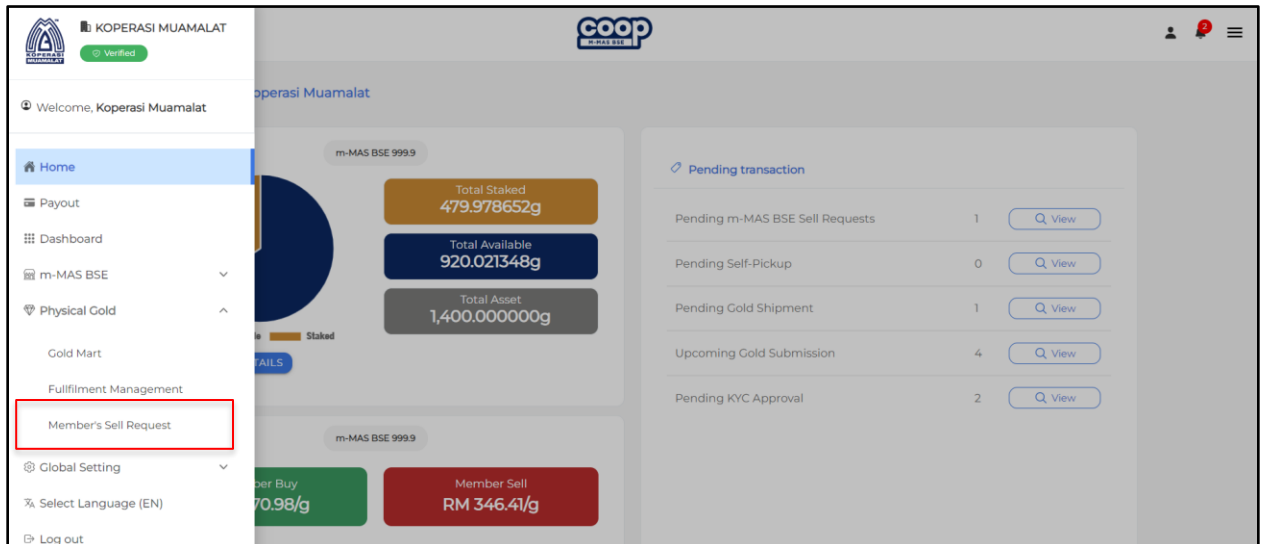 KOPERASI MUAMALAT
Verified
KOPERASI
MUAMALAT
coop
M-MAS BSE
2
Welcome, Koperasi Muamalat
Home
Payout
Dashboard
m-MAS BSE
Physical Gold
Gold Mart
Fullfilment Management
Member's Sell Request
Global Setting
Select Language (EN)
Log out
operasi Muamalat
m-MAS BSE 999.9
Total Staked
479.978652g
Total Available
920.021348g
Total Asset
1,400.000000g
le Staked
TAILS
m-MAS BSE 999.9
ber Buy
70.98/g
Member Sell
RM 346.41/g
Pending transaction
Pending m-MAS BSE Sell Requests 1 View
Pending Self-Pickup 0 View
Pending Gold Shipment 1 View
Upcoming Gold Submission 4 View
Pending KYC Approval 2 View